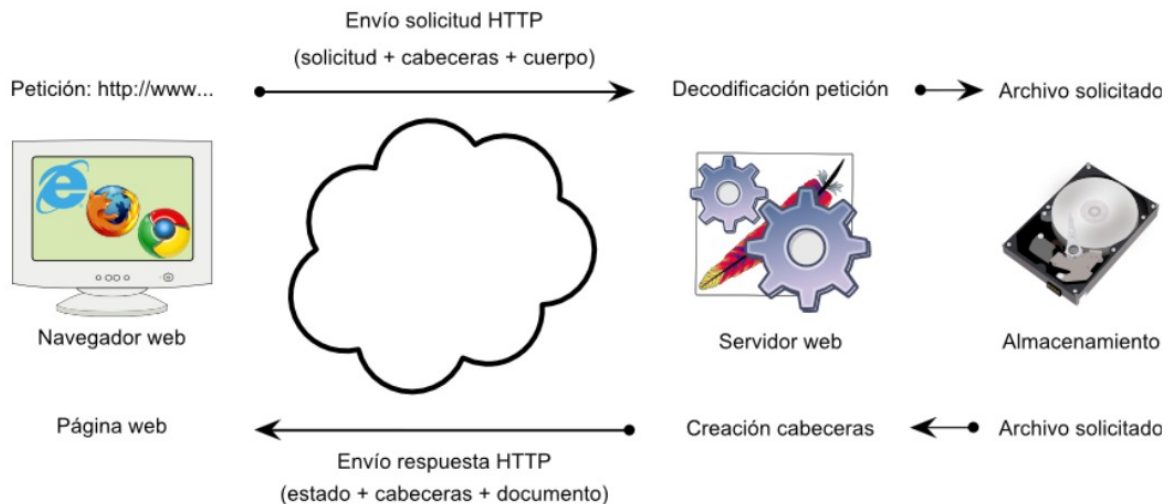 Envío solicitud HTTP
(solicitud + cabeceras + cuerpo)
Petición: http://www...
Decodificación petición
Archivo solicitado
Navegador web
Servidor web
Almacenamiento
Página web
Creación cabeceras
Archivo solicitado
Envío respuesta HTTP
(estado + cabeceras + documento)